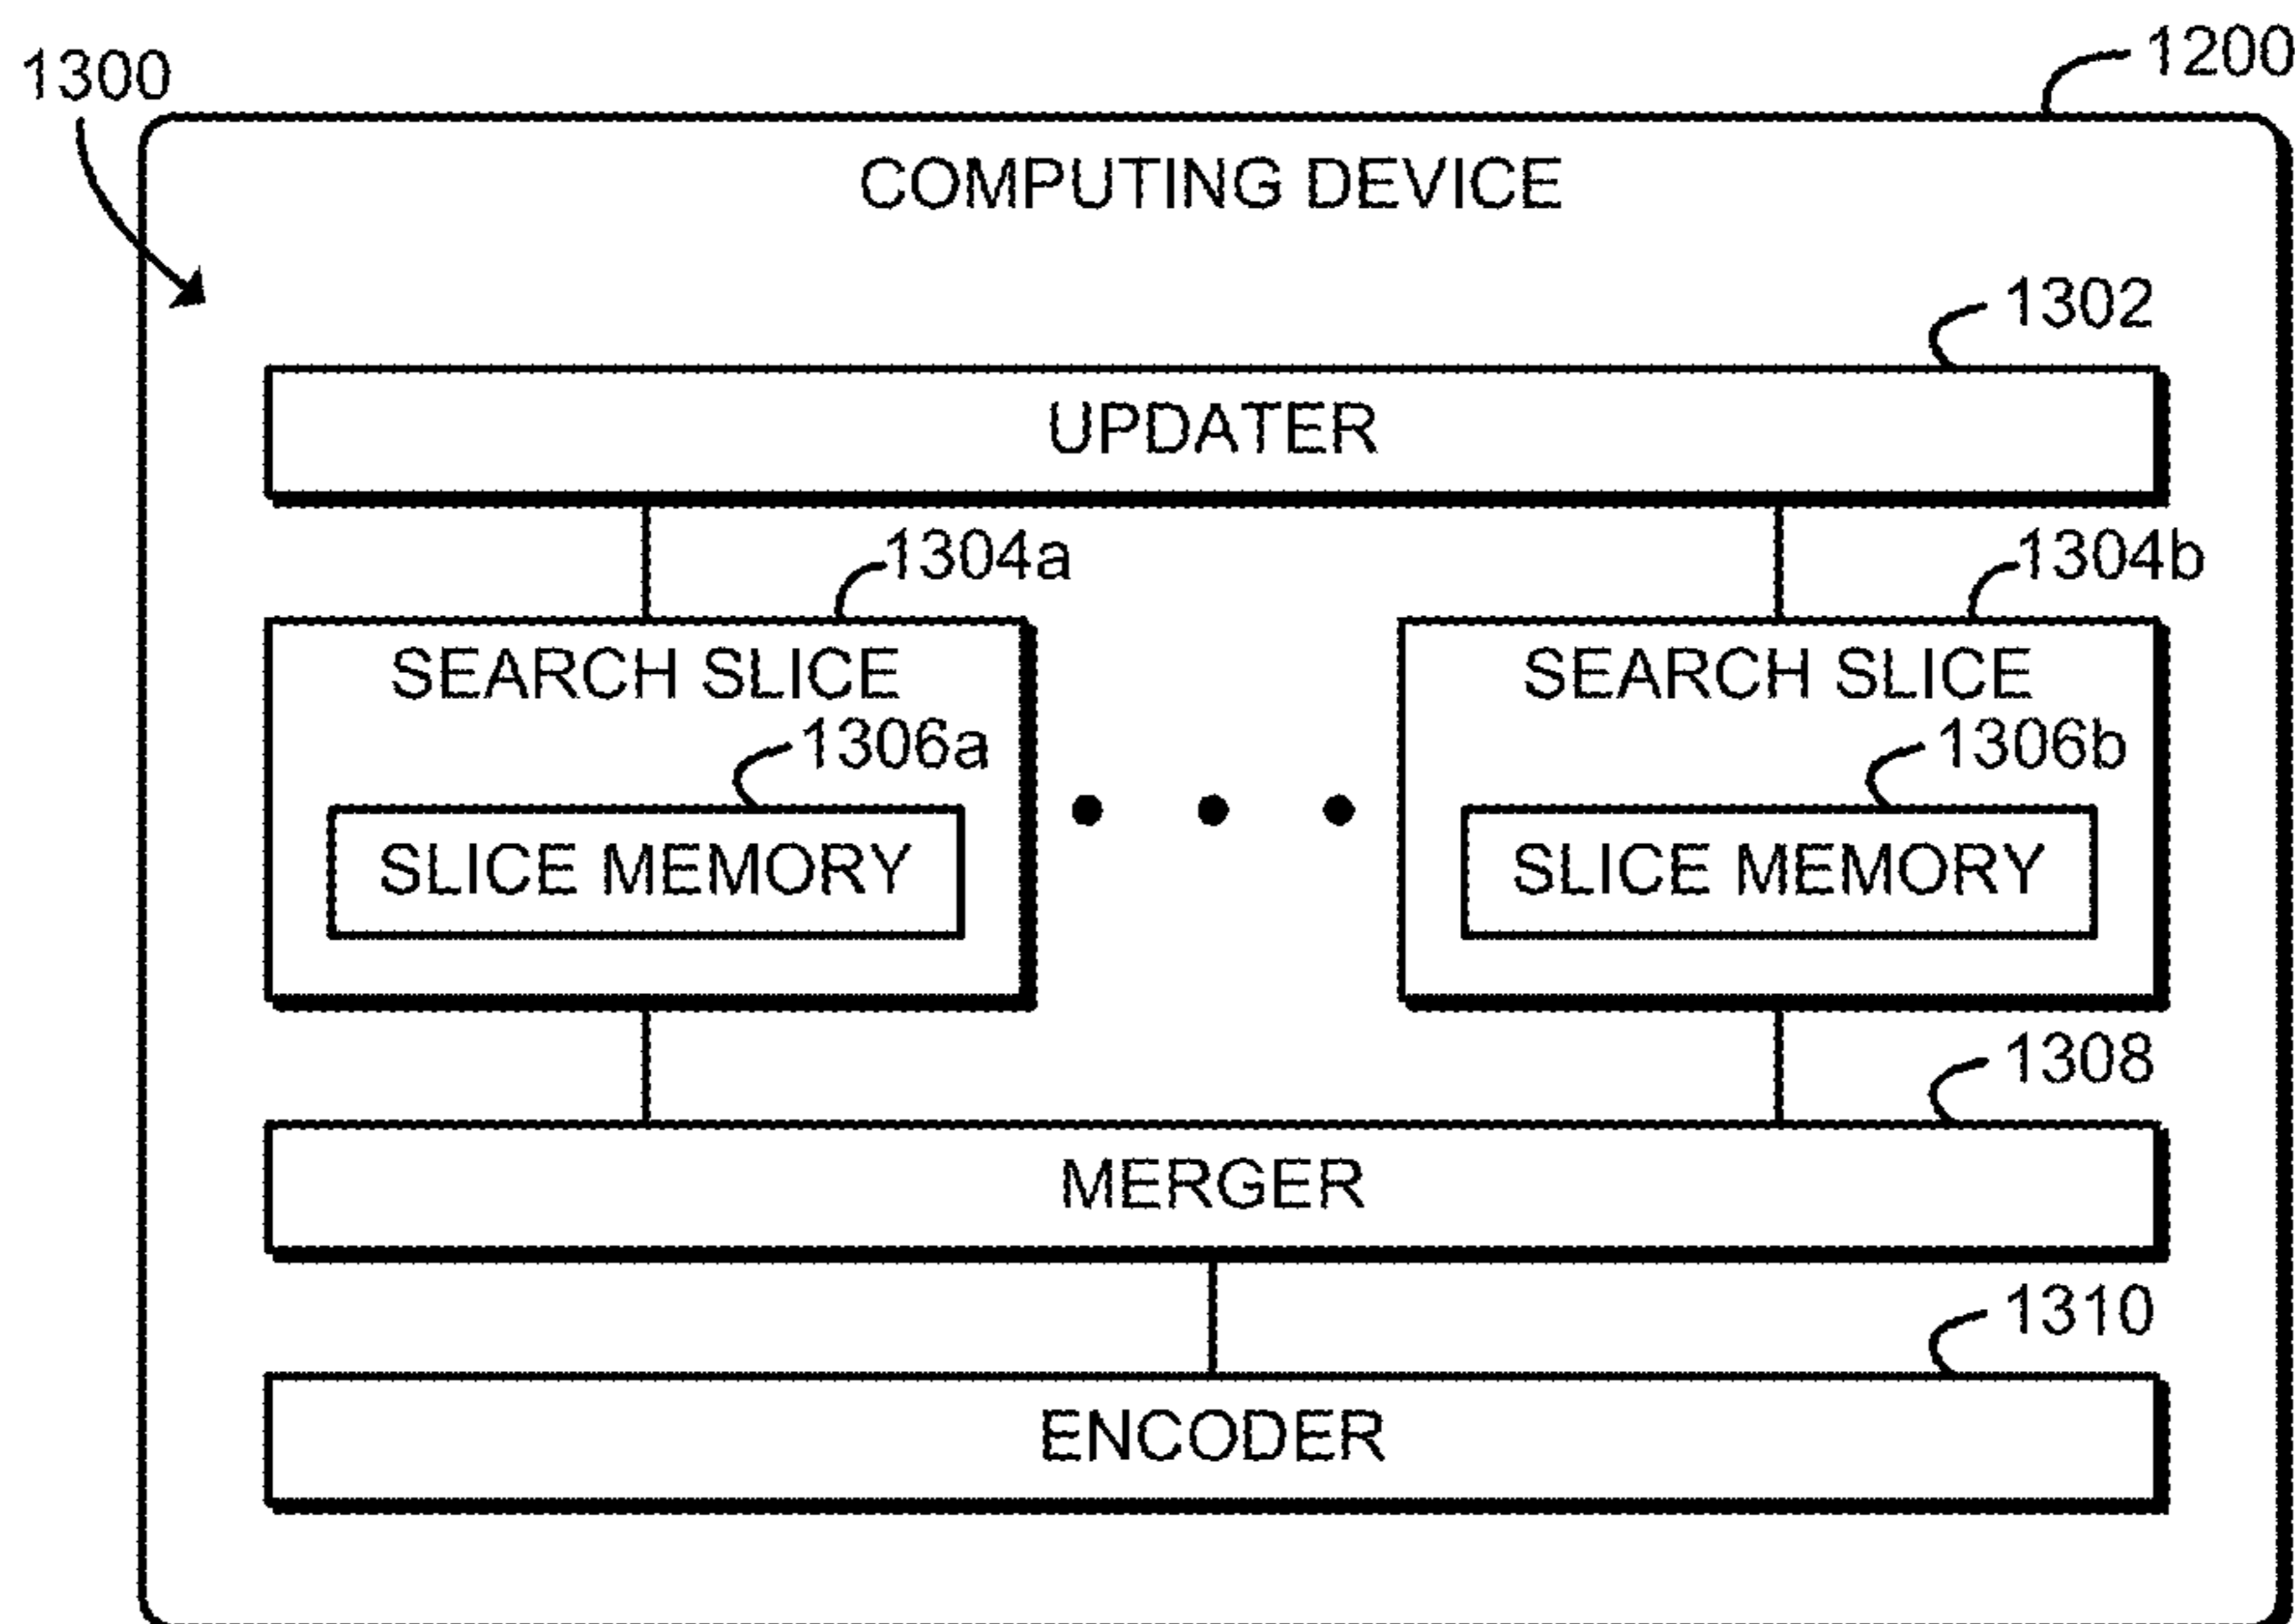 1300
1200
COMPUTING DEVICE
1302
UPDATER
1304a
1304b
SEARCH SLICE
SEARCH SLICE
1306a
1306b
SLICE MEMORY
SLICE MEMORY
1308
MERGER
1310
ENCODER